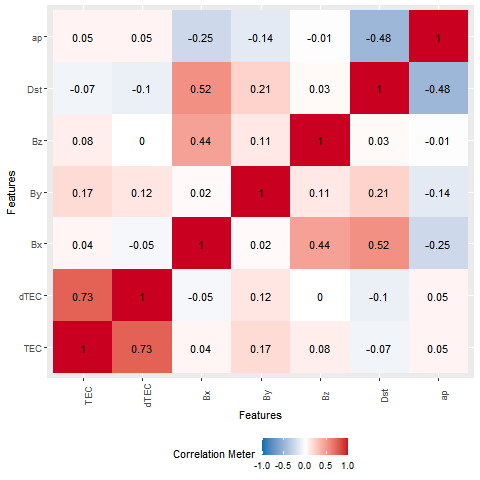 ap 0.05 0.05 -0.25 -0.14 -0.01 -0.48 1
Dst -0.07 -0.1 0.52 0.21 0.03 1 -0.48
Bz 0.08 0 0.44 0.11 1 0.03 -0.01
By 0.17 0.12 0.02 1 0.11 0.21 -0.14
Bx 0.04 -0.05 1 0.02 0.44 0.52 -0.25
dTEC 0.73 1 -0.05 0.12 0 -0.1 0.05
TEC 1 0.73 0.04 0.17 0.08 -0.07 0.05
Features
TEC dTEC Bx By Bz Dst ap
Features
Correlation Meter
-1.0 -0.5 0.0 0.5 1.0